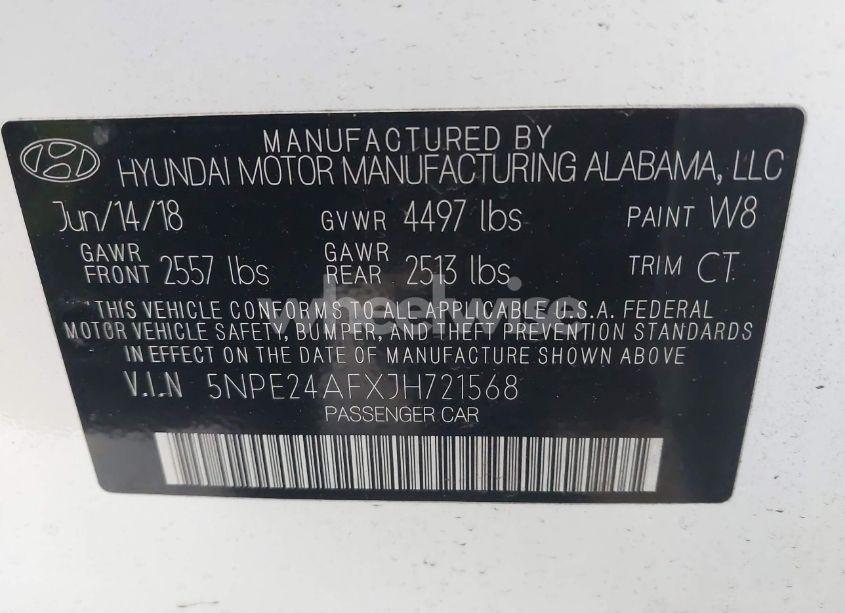 MANUFACTURED BY
HYUNDAI MOTOR MANUFACTURING ALABAMA, LLC
Jun/14/18 GVWR 4497 lbs PAINT W8
GAWR FRONT 2557 lbs GAWR REAR 2513 lbs TRIM CT
THIS VEHICLE CONFORMS TO ALL APPLICABLE U.S.A. FEDERAL
MOTOR VEHICLE SAFETY, BUMPER, AND THEFT PREVENTION STANDARDS
IN EFFECT ON THE DATE OF MANUFACTURE SHOWN ABOVE.
V.I.N 5NPE24AFXJH721568
PASSENGER CAR
wheelwise